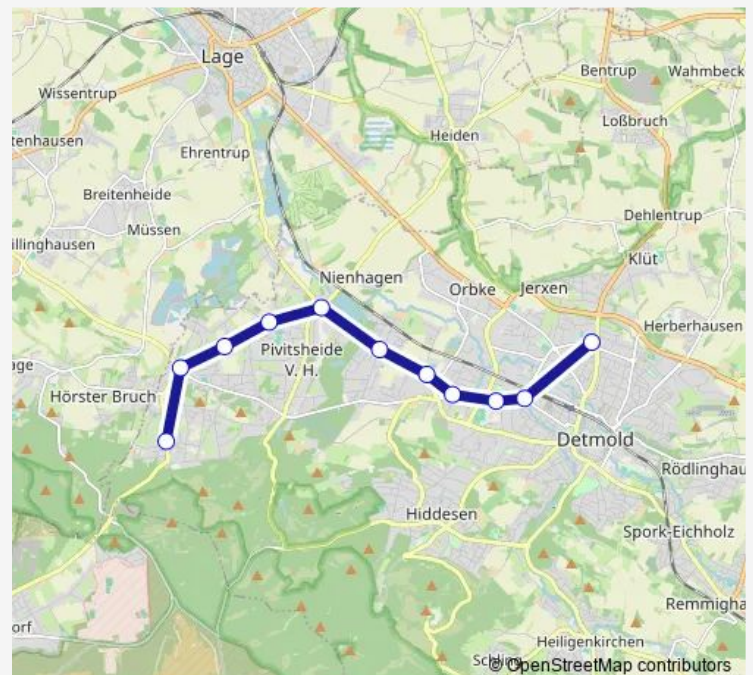 Lage
Bentrup
Wahmbeck
Wissentrup
Loßbruch
Heiden
tenhausen
Ehrentrup
Breitenheide
Dehlentrup
Müssen
illinghausen
Klüt
Nienhagen
Orbke
Jerxen
Herberhausen
Pivitsheide
V. H.
age
Hörster Bruch
Detmold
Rödlinghau
Hiddesen
Spork-Eichholz
Remmigha
orf
Heiligenkirchen
Schling
© OpenStreetMap contributors